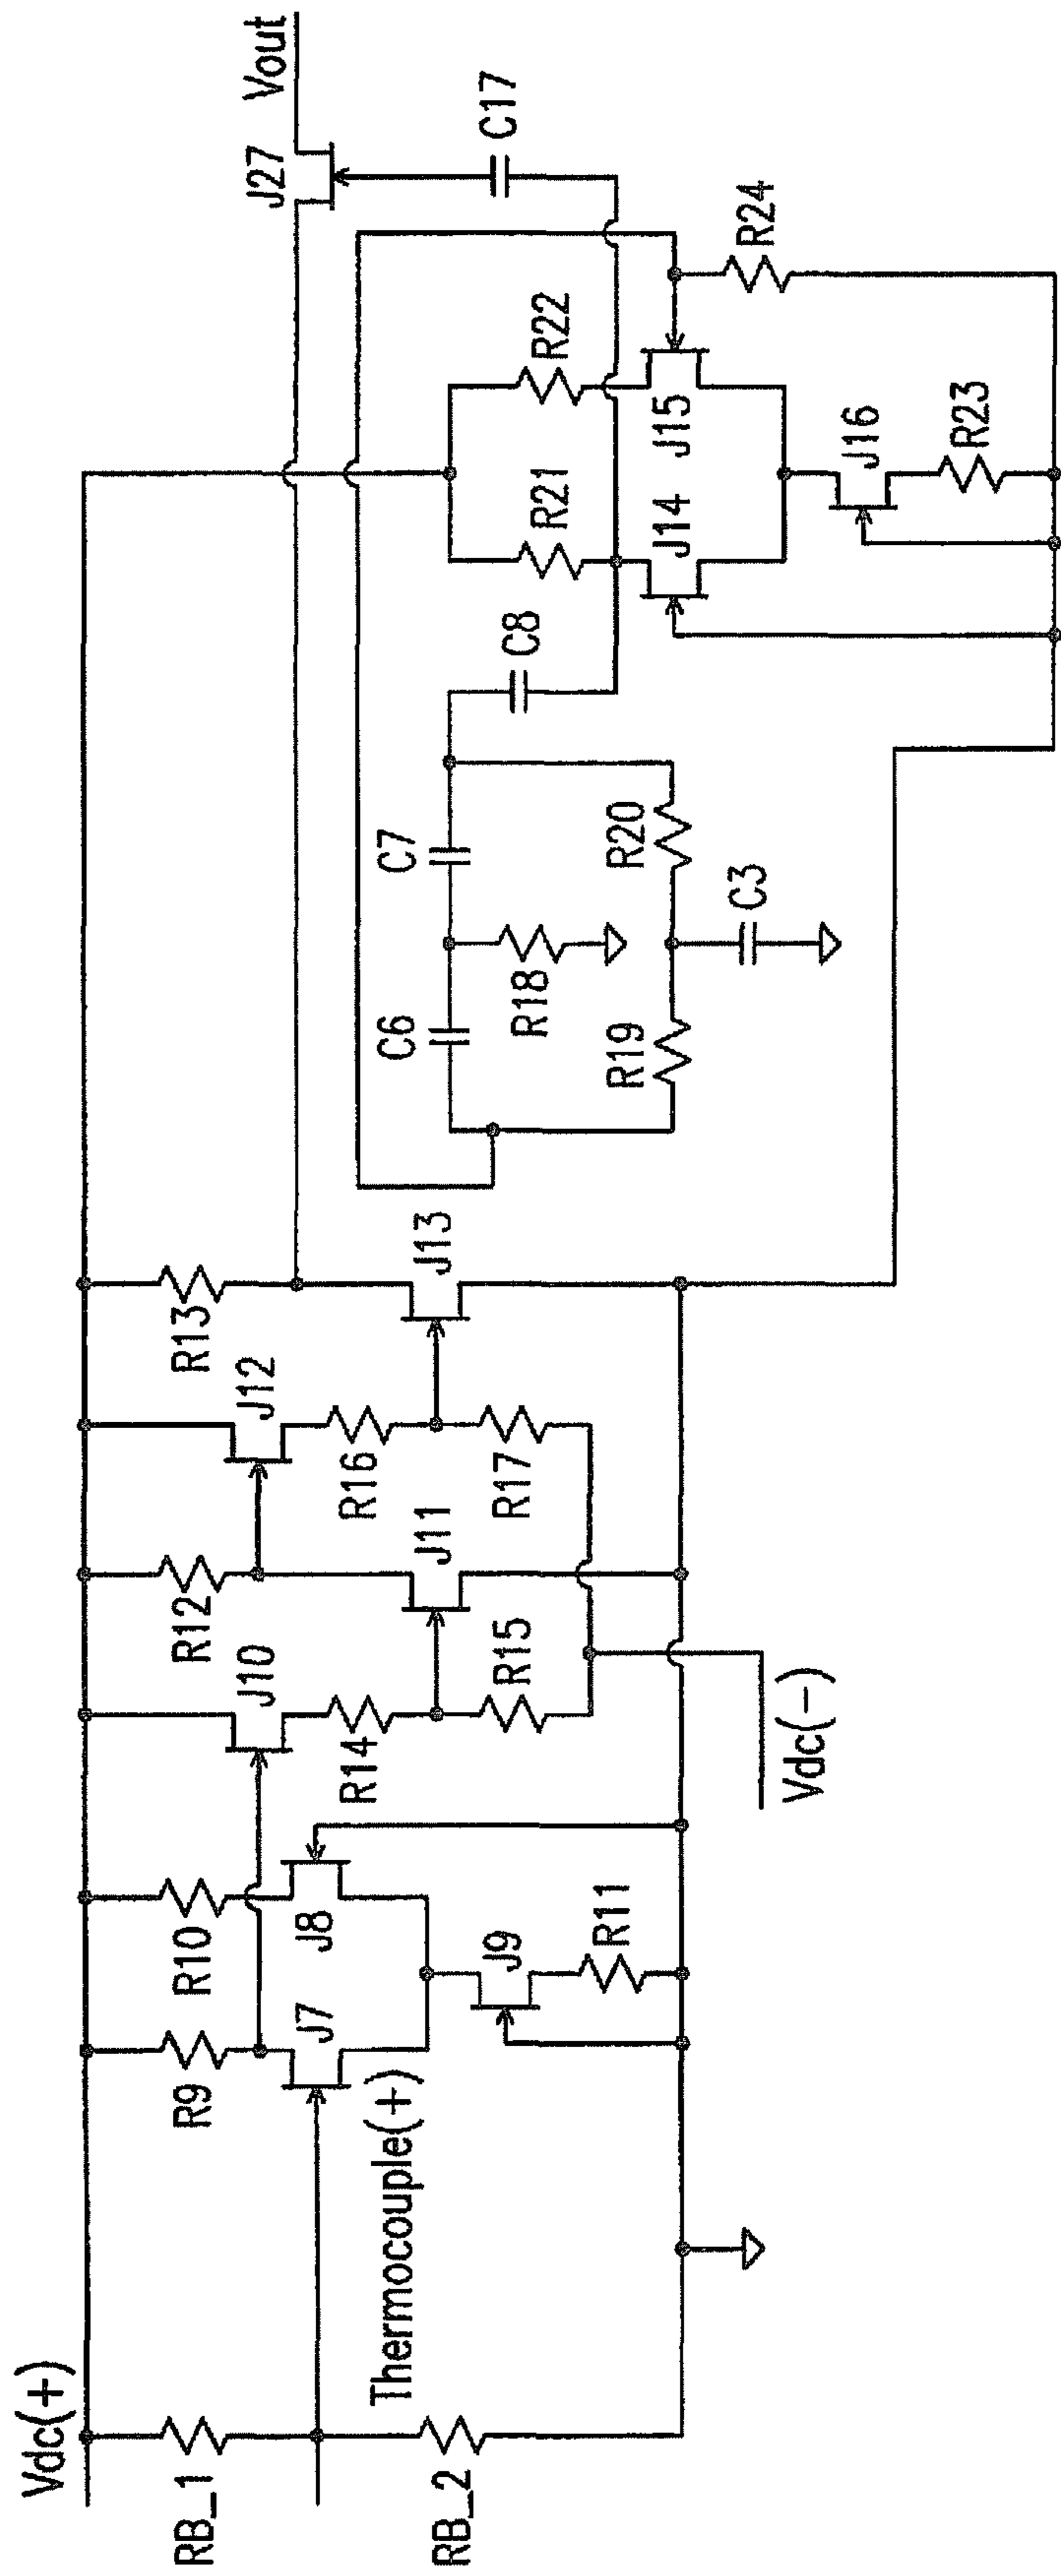 Vdc(+)
RB_1
RB_2
Thermocouple(+)
R9
R10
J7
J8
J9
R11
J10
R12
R14
J11
R15
J12
R13
R16
R17
J13
Vdc(-)
C6
C7
R18
R19
R20
C3
C8
R21
R22
J14
J15
J16
R23
R24
J27
C17
Vout